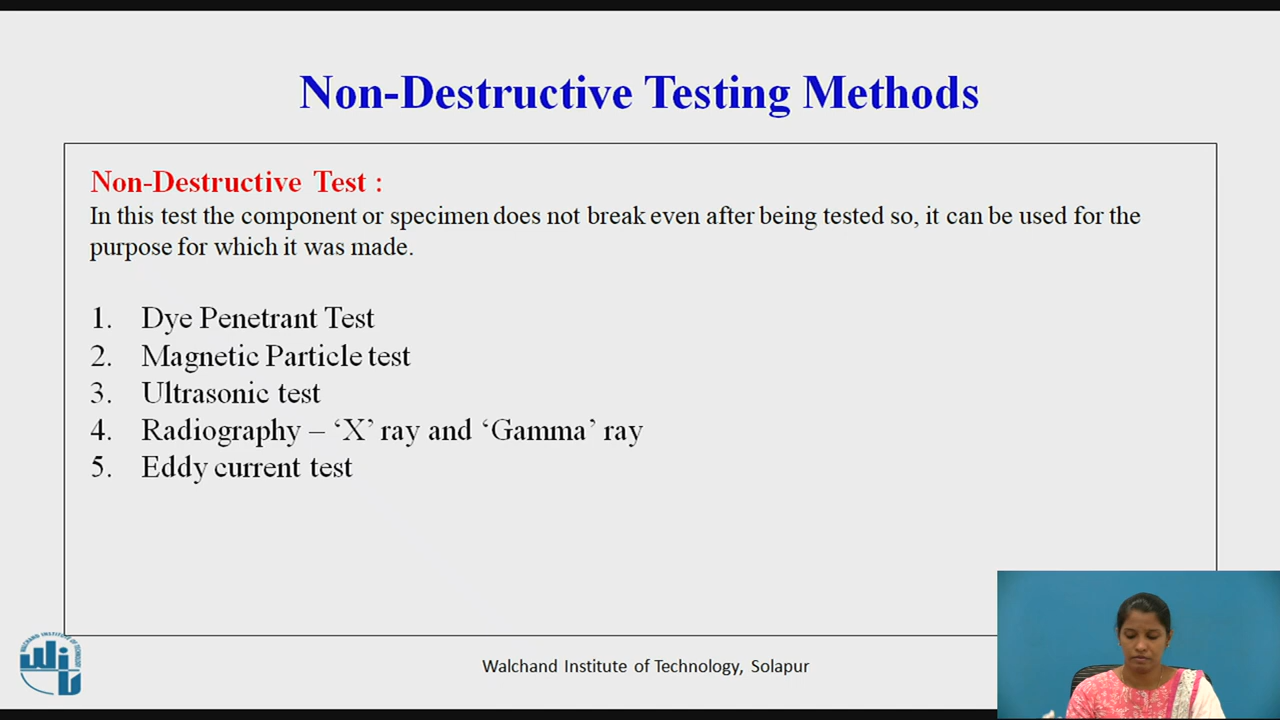 Non-Destructive Testing Methods
Non-Destructive Test :
In this test the component or specimen does not break even after being tested so, it can be used for the
purpose for which it was made.
1. Dye Penetrant Test
2. Magnetic Particle test
3. Ultrasonic test
4. Radiography – ‘X’ ray and ‘Gamma’ ray
5. Eddy current test
Walchand Institute of Technology, Solapur